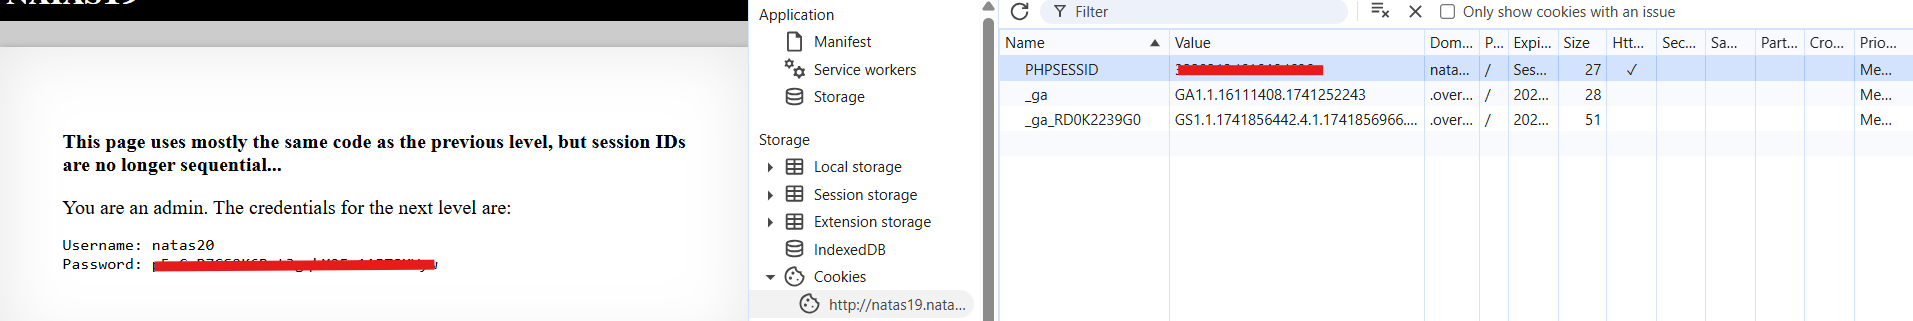 NATAS19
This page uses mostly the same code as the previous level, but session IDs
are no longer sequential...
You are an admin. The credentials for the next level are:
Username: natas20
Password:
Application
Manifest
Service workers
Storage
Storage
Local storage
Session storage
Extension storage
IndexedDB
Cookies
http://natas19.nata...
Filter
Only show cookies with an issue
Name Value Dom... P... Expi... Size Htt... Sec... Sa... Part... Cro... Prio...
PHPSESSID nata... / Ses... 27 ✓ Me...
_ga GA1.1.16111408.1741252243 .over... / 202... 28 Me...
_ga_RD0K2239G0 GS1.1.1741856442.4.1.1741856966.... .over... / 202... 51 Me...